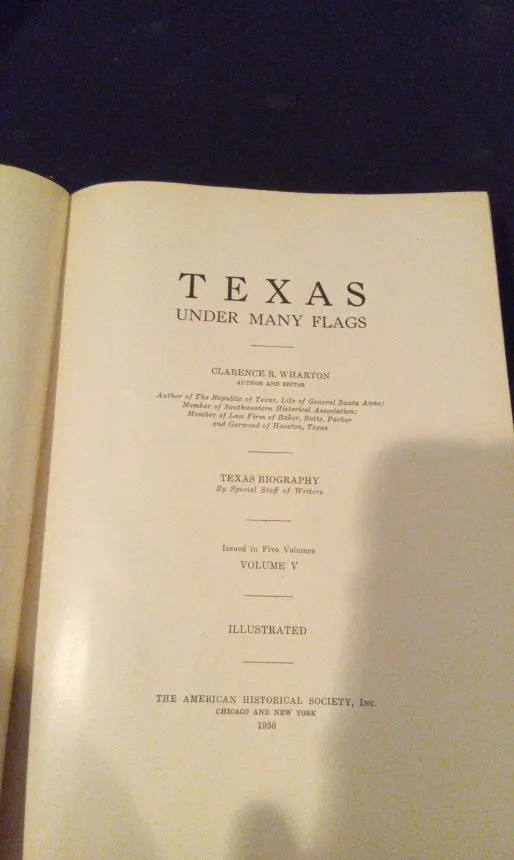 TEXAS
UNDER MANY FLAGS
CLARENCE R. WHARTON
AUTHOR AND EDITOR
Author of The Republic of Texas, Life of General Santa Anna;
Member of Southwestern Historical Association;
Member of Law Firm of Baker, Botts, Parker
and Garwood of Houston, Texas
TEXAS BIOGRAPHY
By Special Staff of Writers
Issued in Five Volumes
VOLUME V
ILLUSTRATED
THE AMERICAN HISTORICAL SOCIETY, INC.
CHICAGO AND NEW YORK
1930